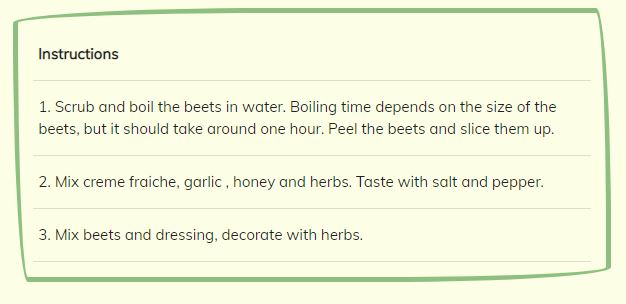 Instructions
1. Scrub and boil the beets in water. Boiling time depends on the size of the
beets, but it should take around one hour. Peel the beets and slice them up.
2. Mix creme fraiche, garlic , honey and herbs. Taste with salt and pepper.
3. Mix beets and dressing, decorate with herbs.